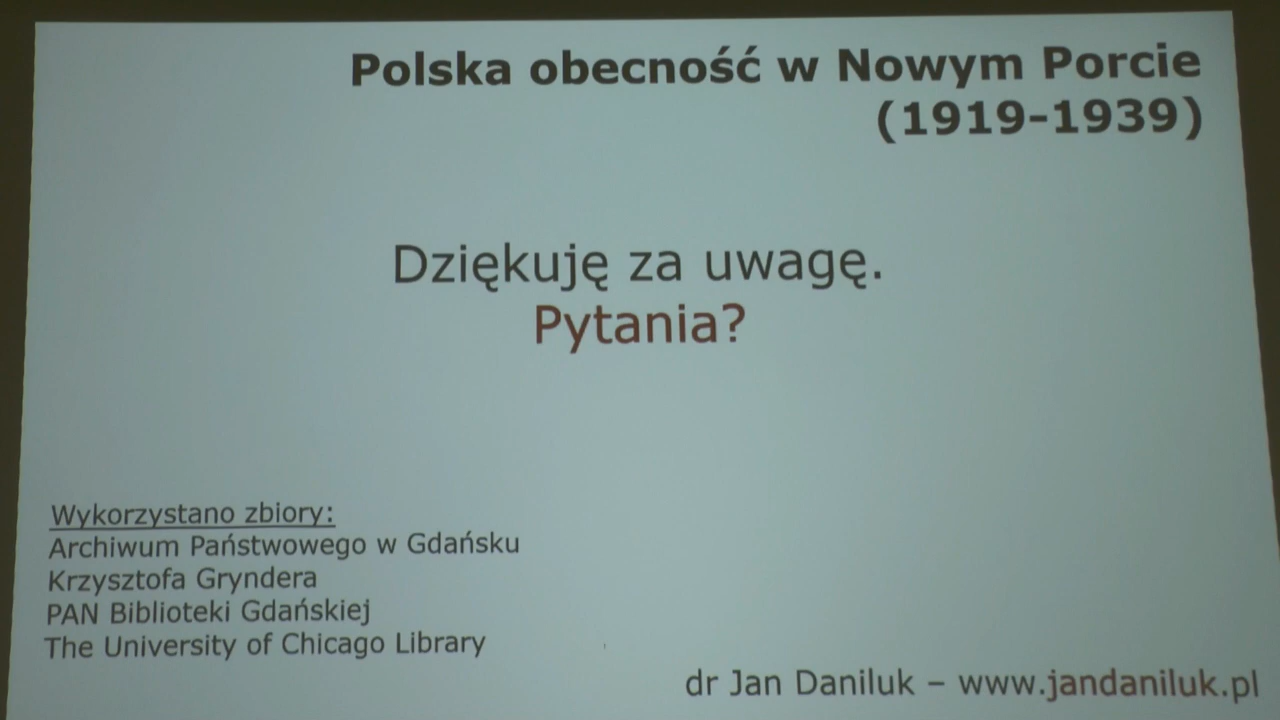 Polska obecność w Nowym Porcie
(1919-1939)
Dziękuję za uwagę.
Pytania?
Wykorzystano zbiory:
Archiwum Państwowego w Gdańsku
Krzysztofa Gryndera
PAN Biblioteki Gdańskiej
The University of Chicago Library
dr Jan Daniluk – www.jandaniluk.pl